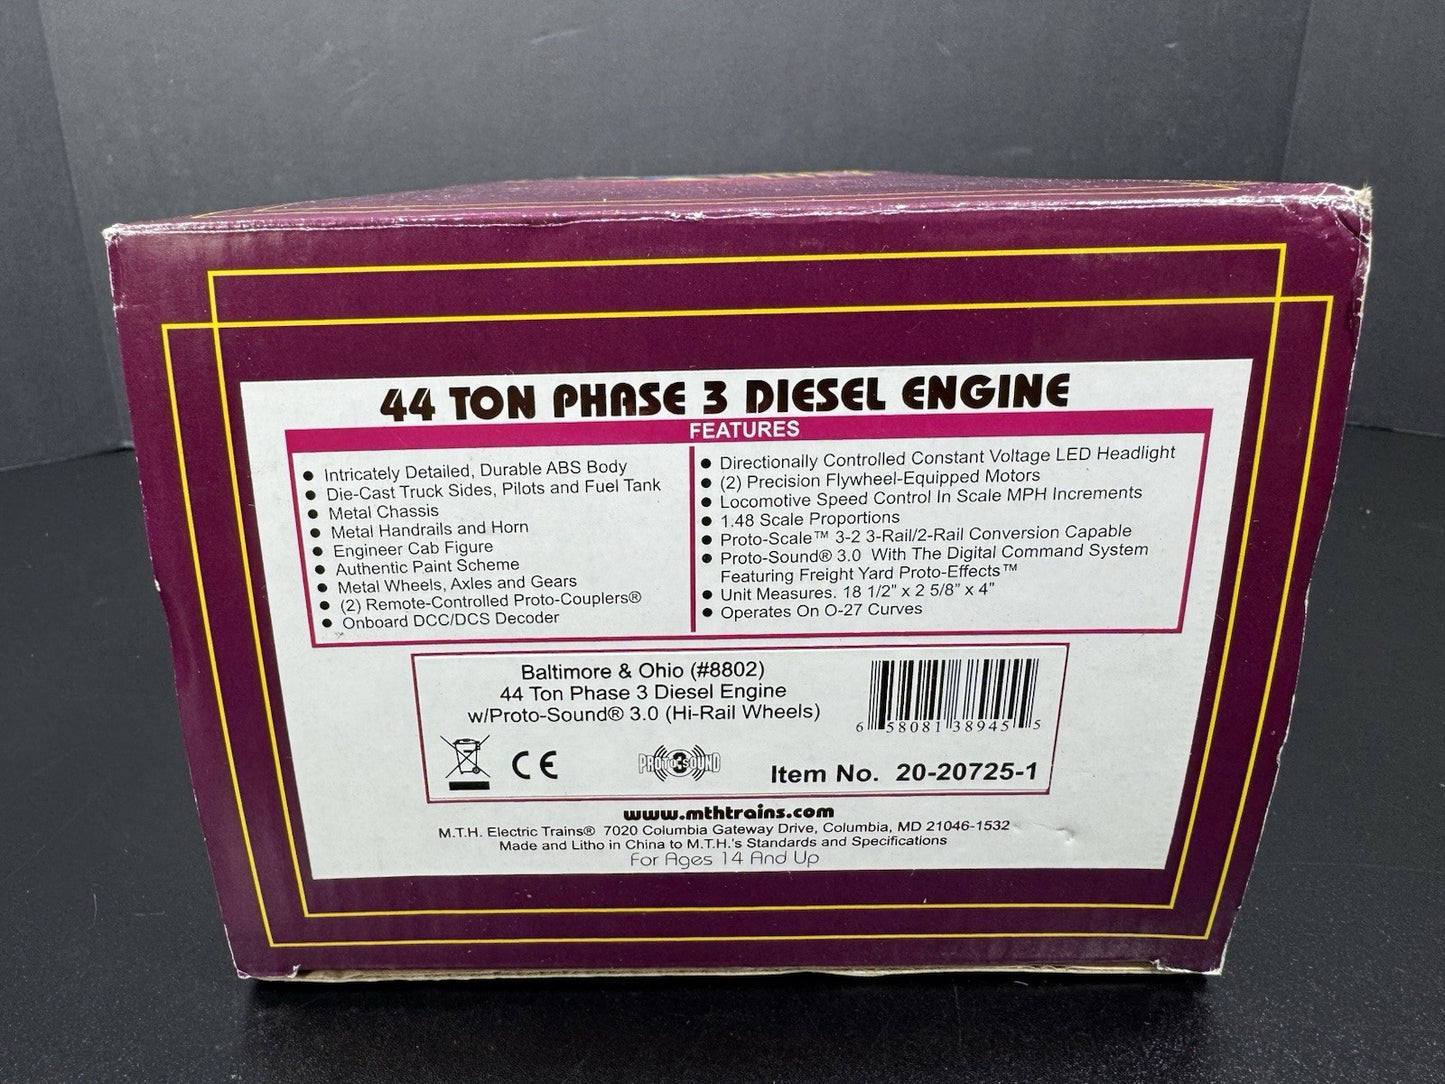 44 TON PHASE 3 DIESEL ENGINE
FEATURES
● Intricately Detailed, Durable ABS Body
● Die-Cast Truck Sides, Pilots and Fuel Tank
● Metal Chassis
● Metal Handrails and Horn
● Engineer Cab Figure
● Authentic Paint Scheme
● Metal Wheels, Axles and Gears
● (2) Remote-Controlled Proto-Couplers®
● Onboard DCC/DCS Decoder
● Directionally Controlled Constant Voltage LED Headlight
● (2) Precision Flywheel-Equipped Motors
● Locomotive Speed Control In Scale MPH Increments
● 1:48 Scale Proportions
● Proto-Scale™ 3-2 3-Rail/2-Rail Conversion Capable
● Proto-Sound® 3.0 With The Digital Command System
Featuring Freight Yard Proto-Effects™
● Unit Measures: 18 1/2" x 2 5/8" x 4"
● Operates On O-27 Curves
Baltimore & Ohio (#8802)
44 Ton Phase 3 Diesel Engine
w/Proto-Sound® 3.0 (Hi-Rail Wheels)
6 58081 38945 5
CE
PROTO 3 SOUND
Item No. 20-20725-1
www.mthtrains.com
M.T.H. Electric Trains® 7020 Columbia Gateway Drive, Columbia, MD 21046-1532
Made and Litho in China to M.T.H.'s Standards and Specifications
For Ages 14 And Up